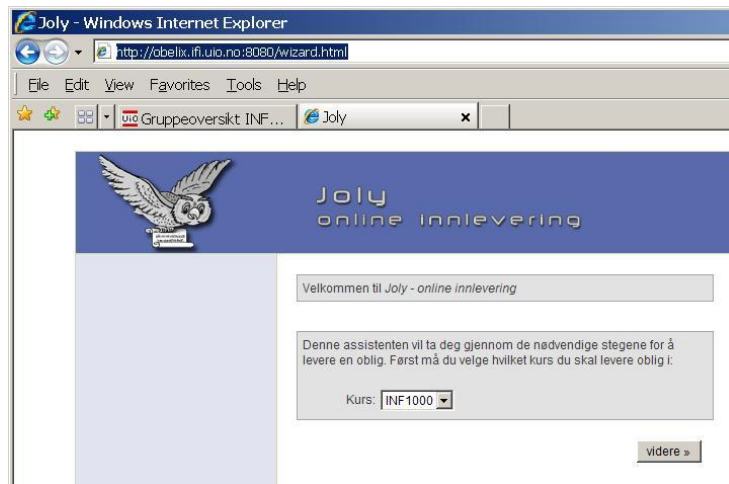 Joly - Windows Internet Explorer
http://obelix.ifi.uio.no:8080/wizard.html
File Edit View Favorites Tools Help
UiO Gruppeoversikt INF... Joly
Joly
online innlevering
Velkommen til Joly - online innlevering
Denne assistenten vil ta deg gjennom de nødvendige stegene for å
levere en oblig. Først må du velge hvilket kurs du skal levere oblig i:
Kurs: INF1000
videre »